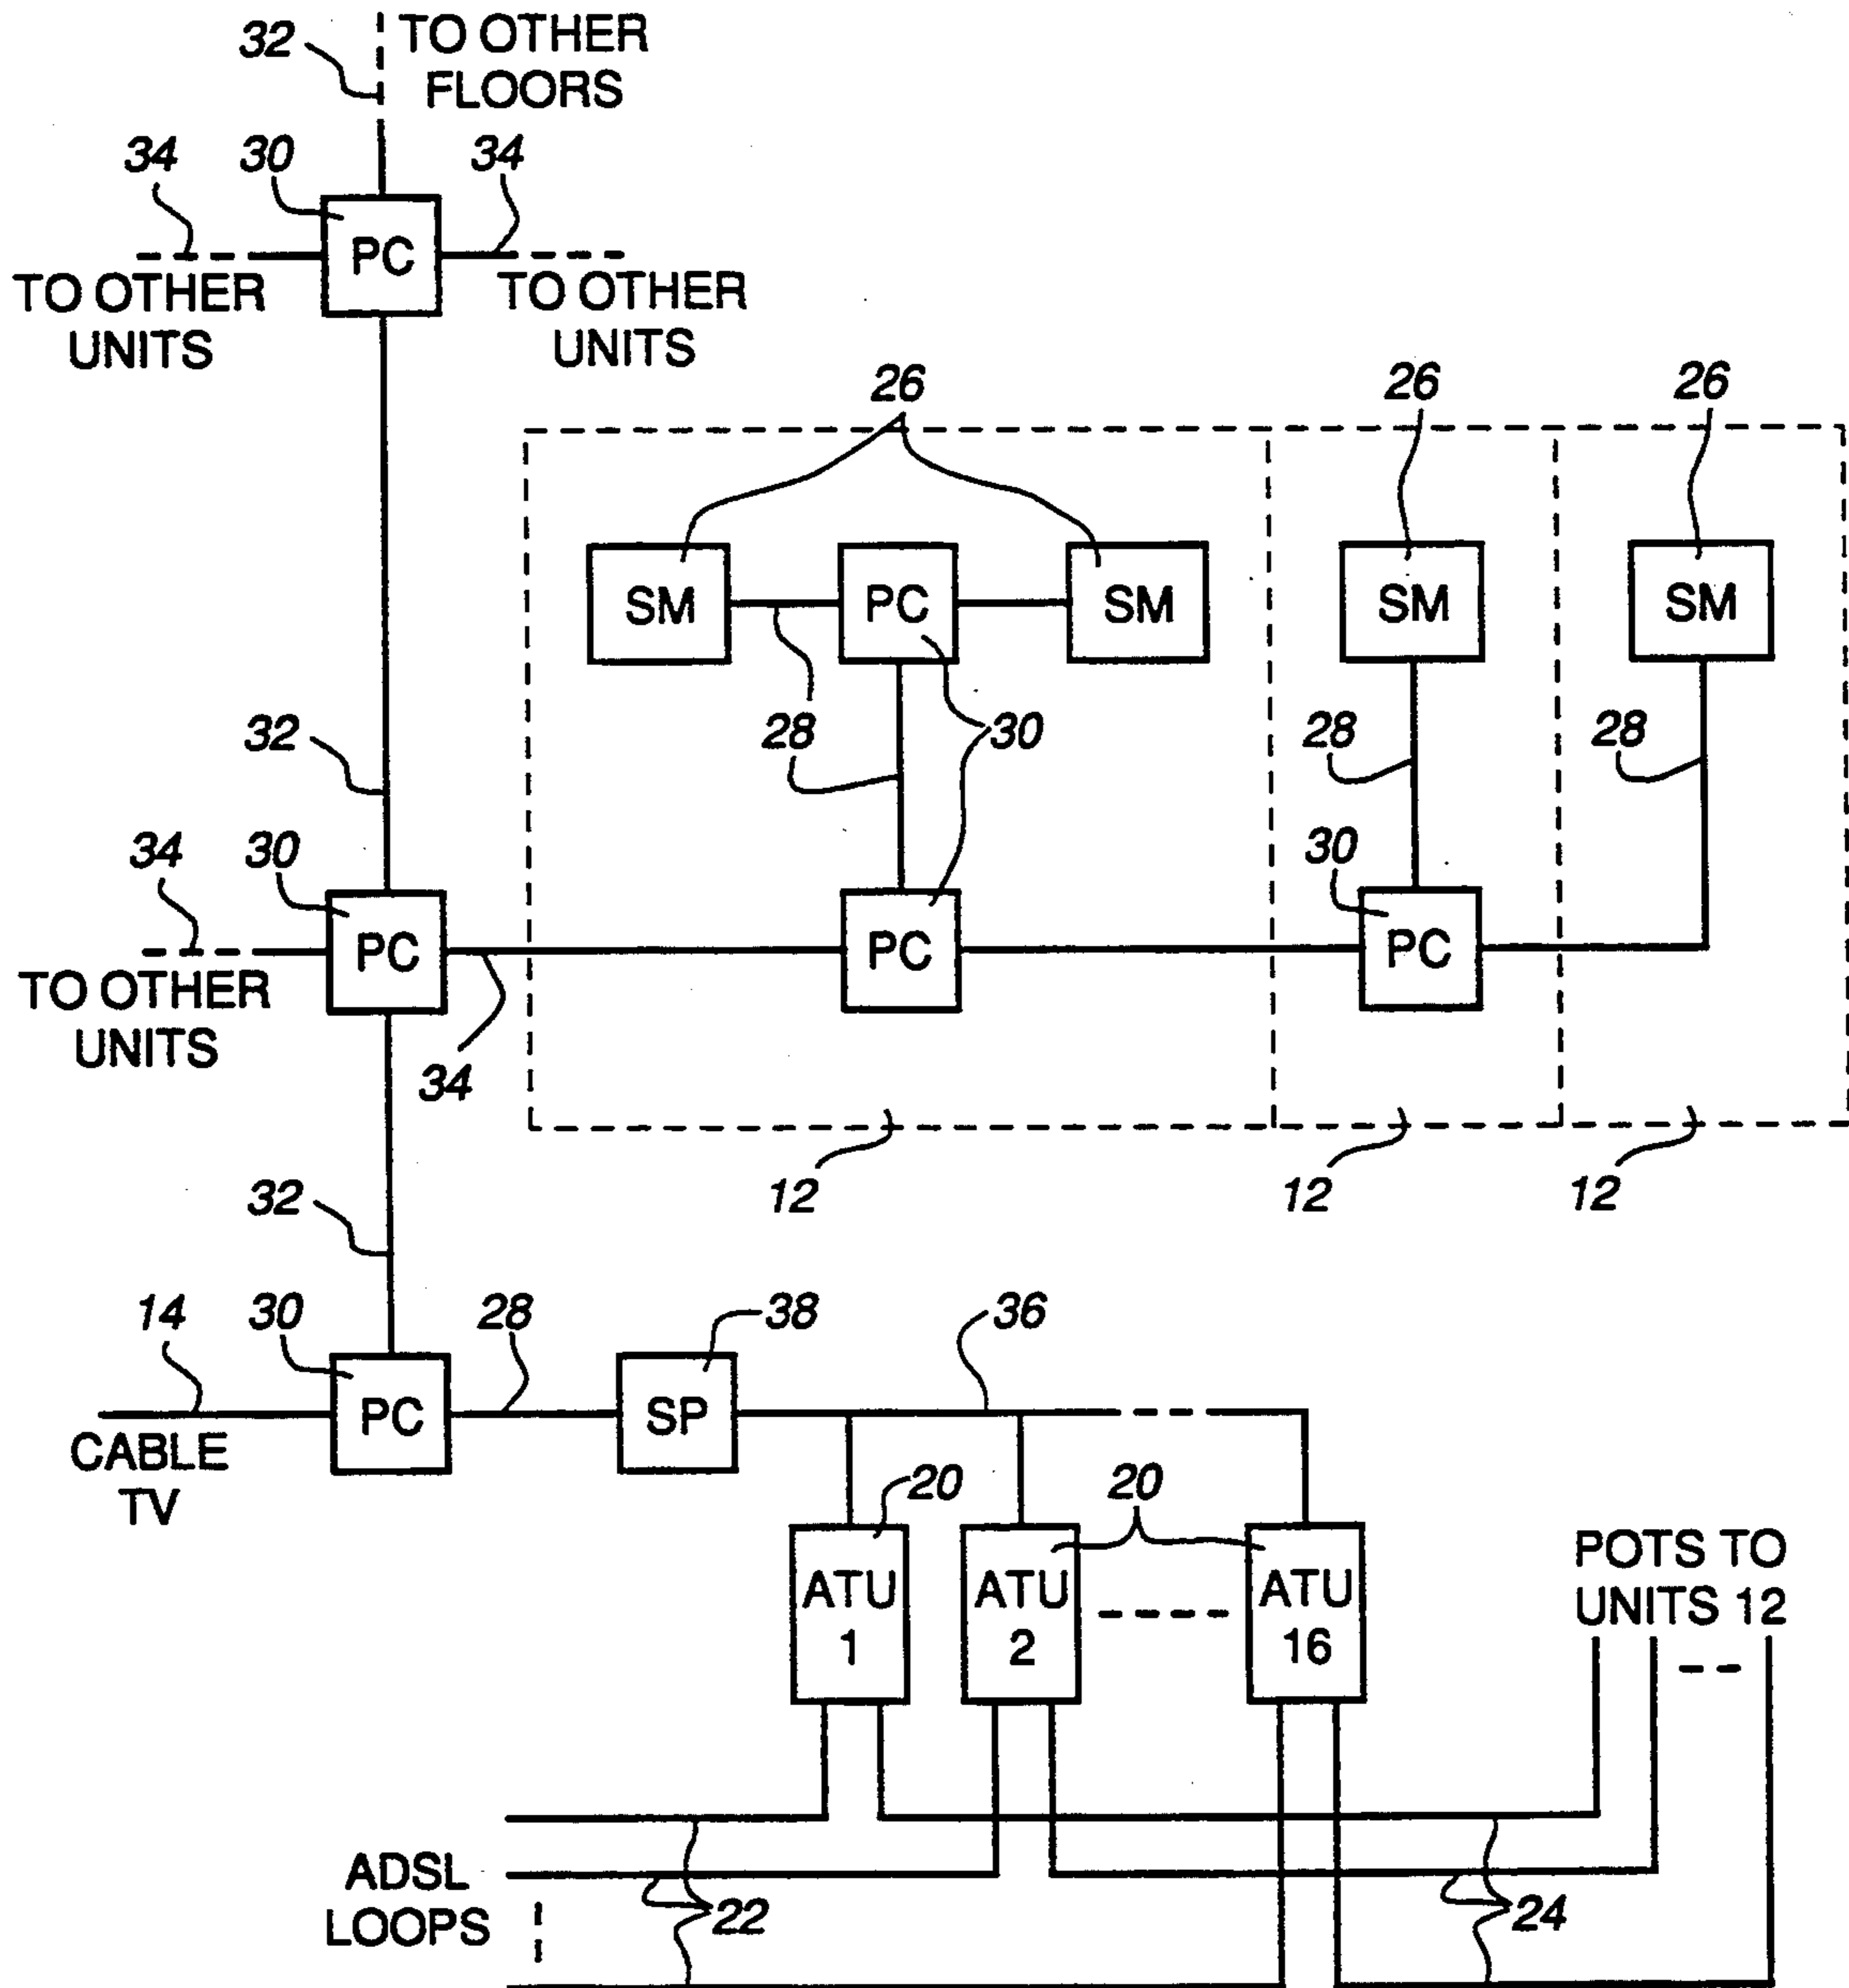 32
TO OTHER
FLOORS
34
30
34
PC
TO OTHER
UNITS
TO OTHER
UNITS
26
26
26
SM
PC
SM
SM
SM
32
28
30
28
28
34
30
30
PC
PC
PC
TO OTHER
UNITS
34
12
12
12
32
14
30
28
38
36
PC
SP
CABLE
TV
20
20
ATU
1
ATU
2
ATU
16
POTS TO
UNITS 12
ADSL
LOOPS
22
24